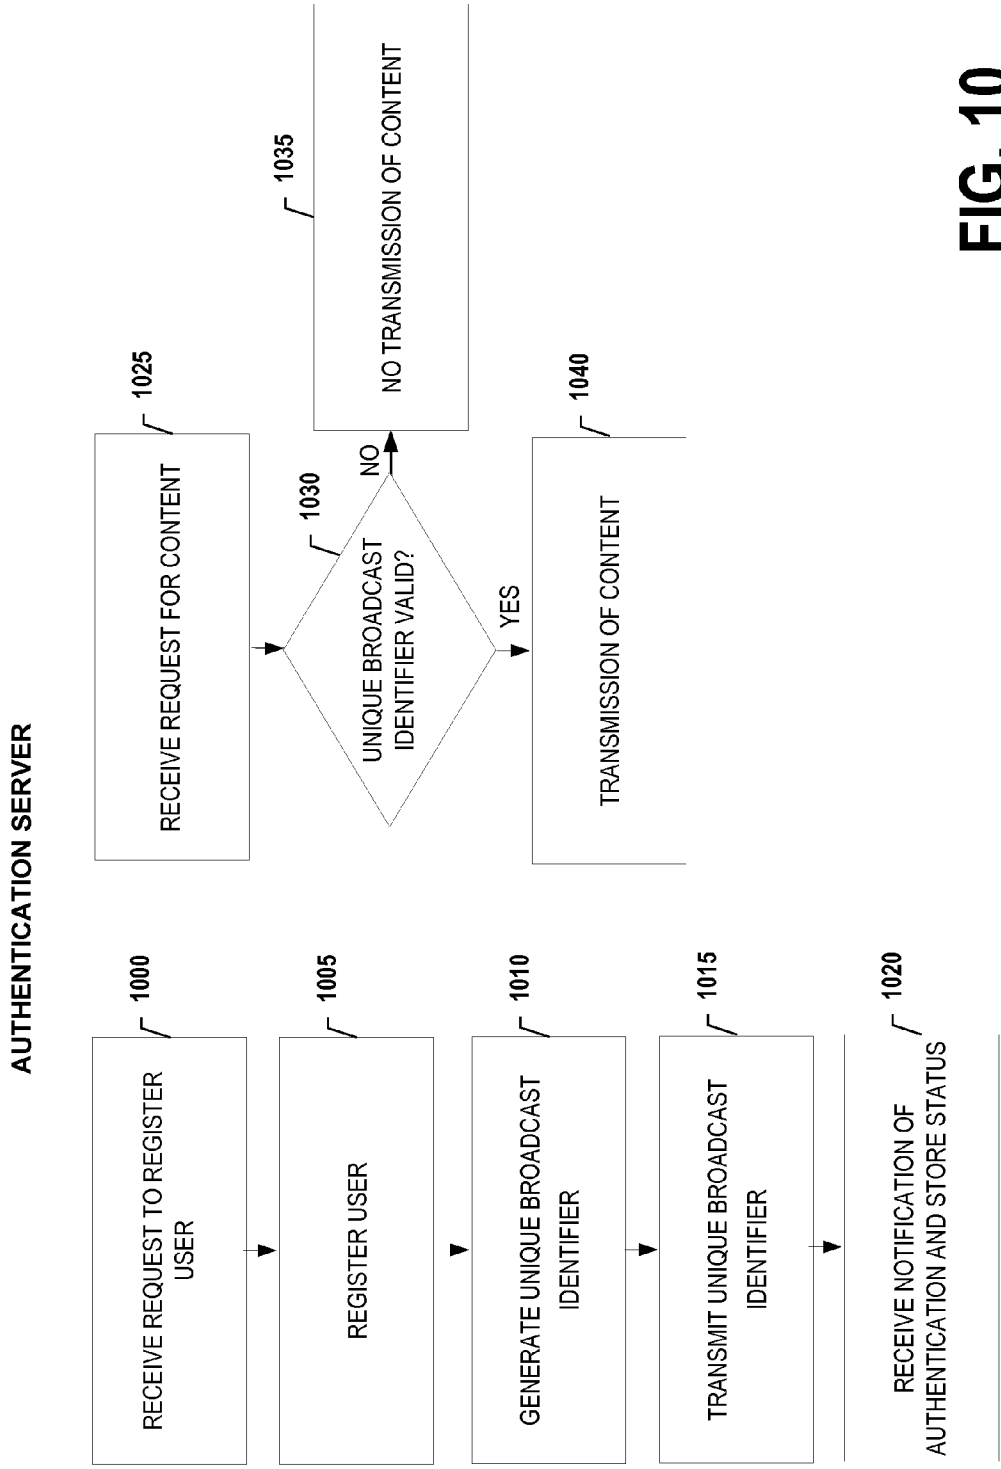 AUTHENTICATION SERVER
1000
RECEIVE REQUEST TO REGISTER
USER
1005
REGISTER USER
1010
GENERATE UNIQUE BROADCAST
IDENTIFIER
1015
TRANSMIT UNIQUE BROADCAST
IDENTIFIER
1020
RECEIVE NOTIFICATION OF
AUTHENTICATION AND STORE STATUS
1025
RECEIVE REQUEST FOR CONTENT
1030
UNIQUE BROADCAST
IDENTIFIER VALID?
NO
1035
NO TRANSMISSION OF CONTENT
YES
1040
TRANSMISSION OF CONTENT
FIG. 10